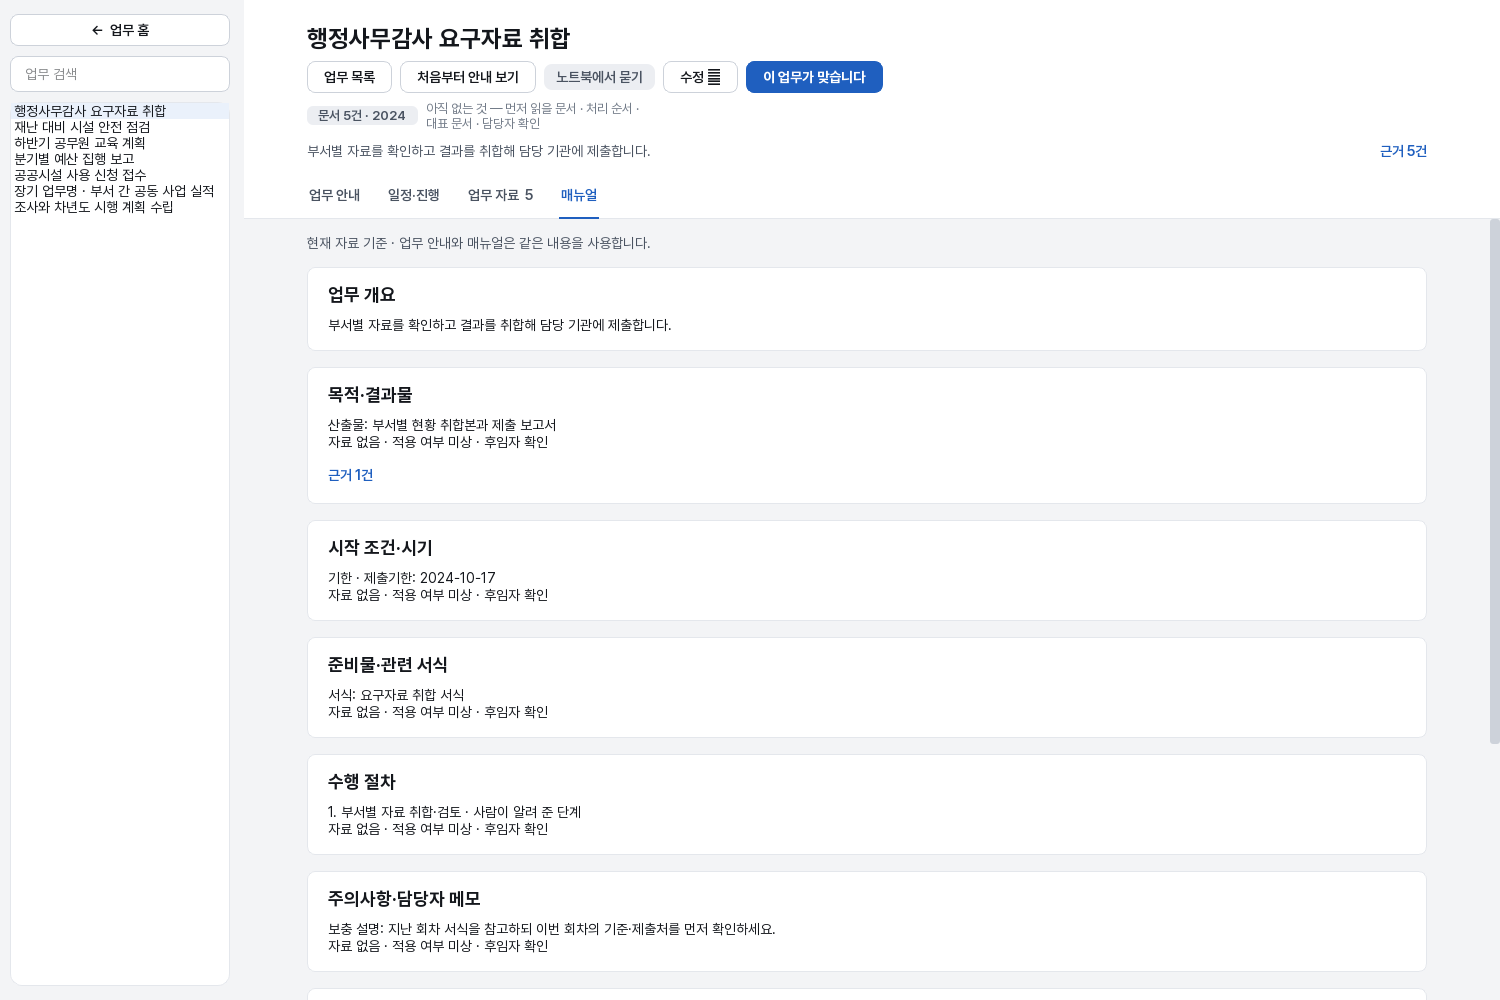 ← 업무 홈
업무 검색
행정사무감사 요구자료 취합
재난 대비 시설 안전 점검
하반기 공무원 교육 계획
분기별 예산 집행 보고
공공시설 사용 신청 접수
장기 업무명 · 부서 간 공동 사업 실적
조사와 차년도 시행 계획 수립
행정사무감사 요구자료 취합
업무 목록
처음부터 안내 보기
노트북에서 묻기
수정
이 업무가 맞습니다
문서 5건 · 2024
아직 없는 것 — 먼저 읽을 문서 · 처리 순서 ·
대표 문서 · 담당자 확인
부서별 자료를 확인하고 결과를 취합해 담당 기관에 제출합니다.
근거 5건
업무 안내
일정·진행
업무 자료 5
매뉴얼
현재 자료 기준 · 업무 안내와 매뉴얼은 같은 내용을 사용합니다.
업무 개요
부서별 자료를 확인하고 결과를 취합해 담당 기관에 제출합니다.
목적·결과물
산출물: 부서별 현황 취합본과 제출 보고서
자료 없음 · 적용 여부 미상 · 후임자 확인
근거 1건
시작 조건·시기
기한 · 제출기한: 2024-10-17
자료 없음 · 적용 여부 미상 · 후임자 확인
준비물·관련 서식
서식: 요구자료 취합 서식
자료 없음 · 적용 여부 미상 · 후임자 확인
수행 절차
1. 부서별 자료 취합·검토 · 사람이 알려 준 단계
자료 없음 · 적용 여부 미상 · 후임자 확인
주의사항·담당자 메모
보충 설명: 지난 회차 서식을 참고하되 이번 회차의 기준·제출처를 먼저 확인하세요.
자료 없음 · 적용 여부 미상 · 후임자 확인